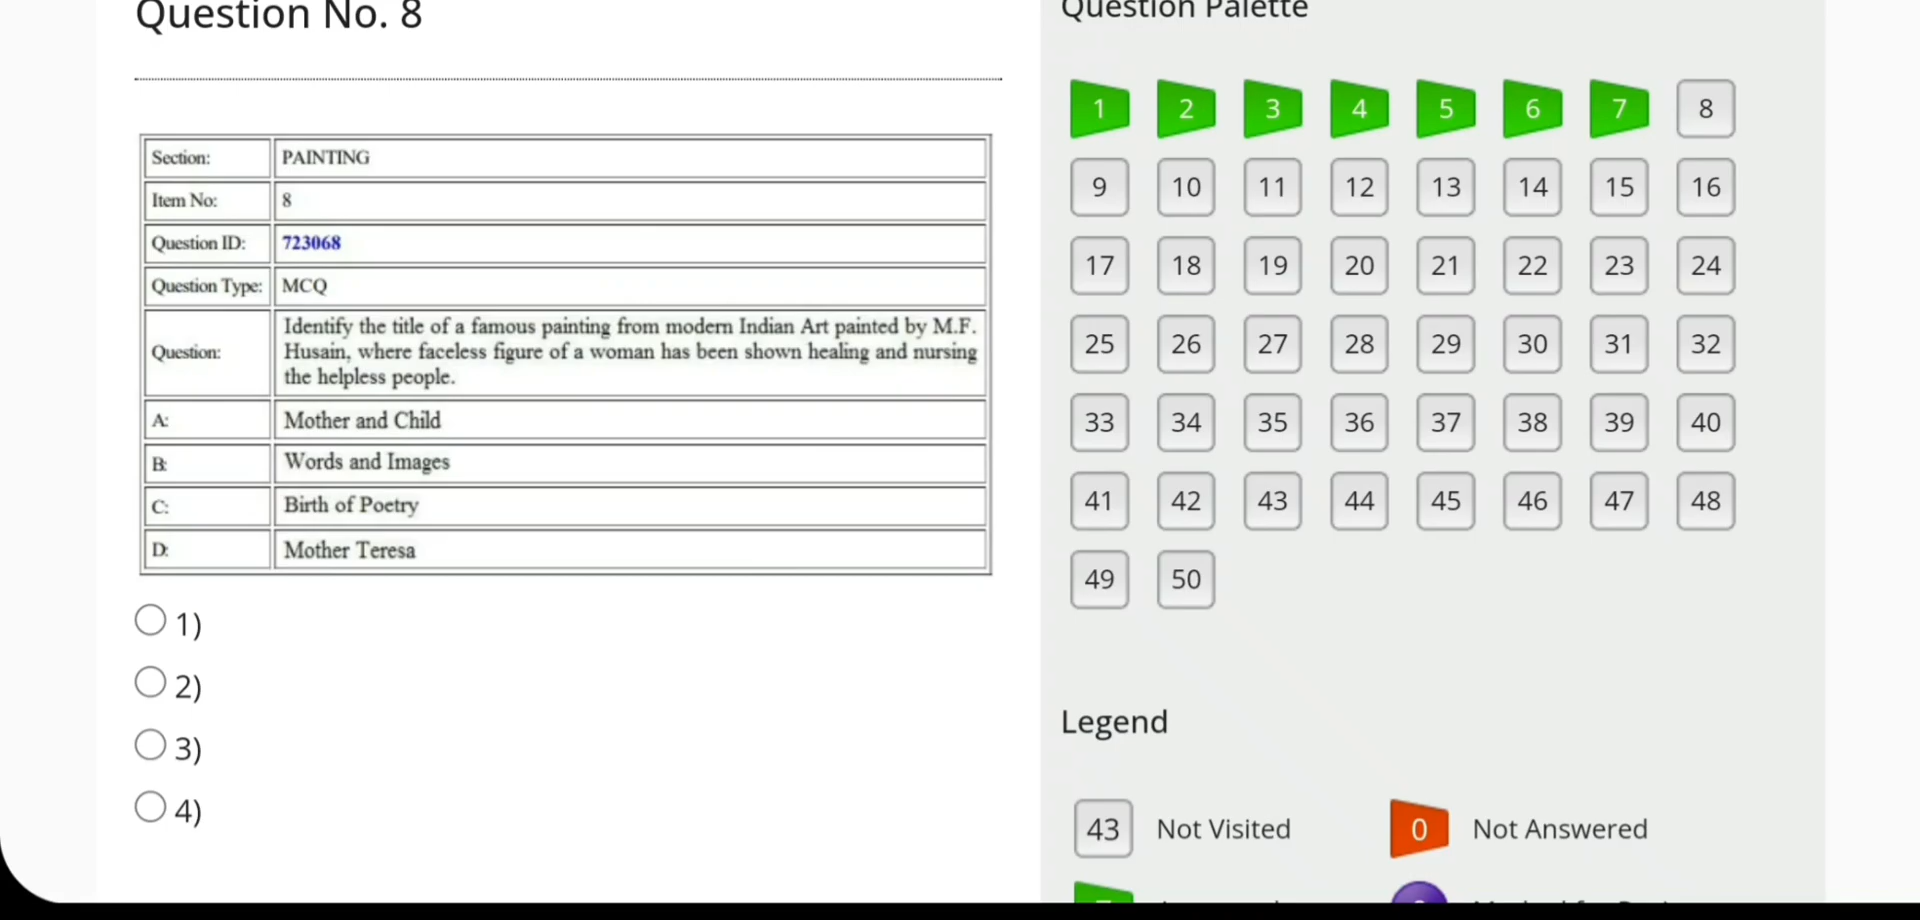 Question No. 8
Section: PAINTING
Item No: 8
Question ID: 723068
Question Type: MCQ
Question: Identify the title of a famous painting from modern Indian Art painted by M.F.
Husain, where faceless figure of a woman has been shown healing and nursing
the helpless people.
A: Mother and Child
B: Words and Images
C: Birth of Poetry
D: Mother Teresa
1)
2)
3)
4)
Question Palette
1 2 3 4 5 6 7 8
9 10 11 12 13 14 15 16
17 18 19 20 21 22 23 24
25 26 27 28 29 30 31 32
33 34 35 36 37 38 39 40
41 42 43 44 45 46 47 48
49 50
Legend
43 Not Visited 0 Not Answered